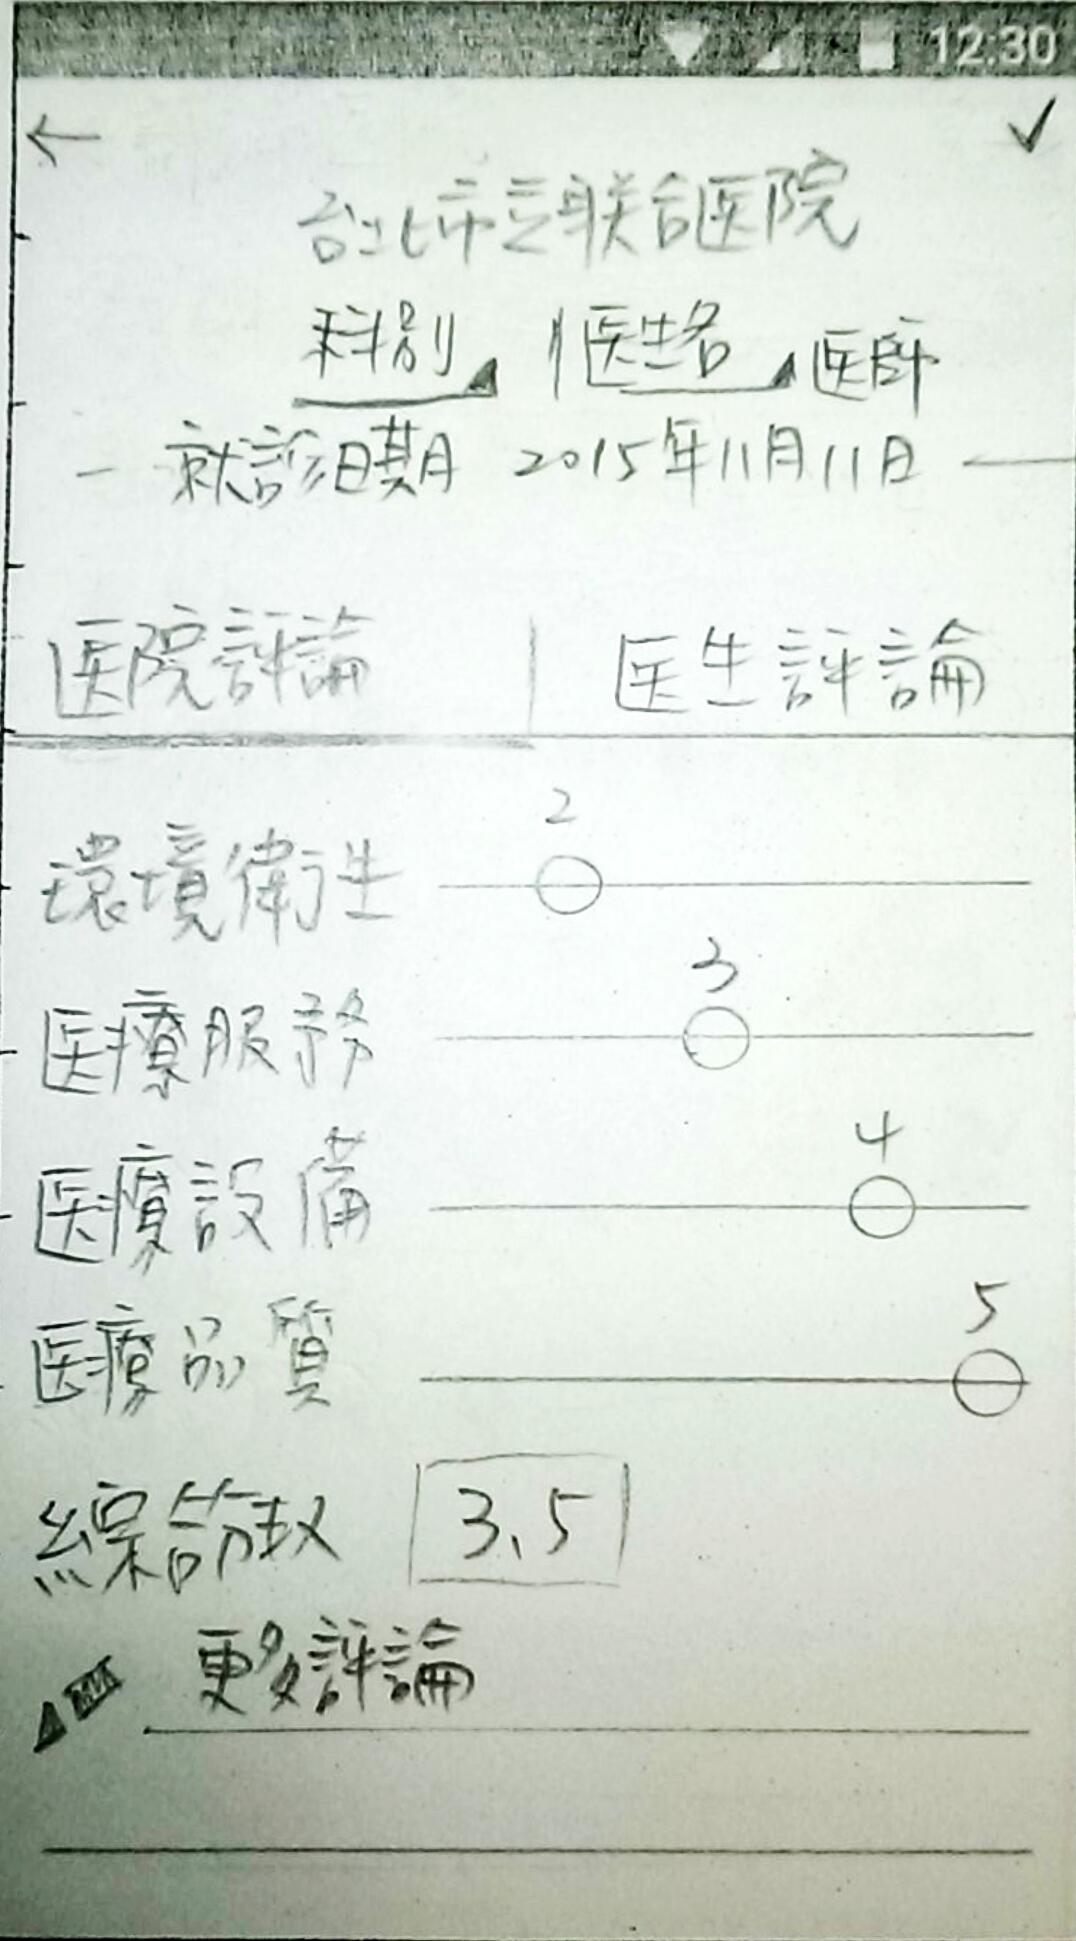 12:30
台北市立联合医院
科別 医生名 医師
就診日期 2015年11月11日
医院評論 医生評論
2
環境衛生
3
医療服務
4
医療設備
5
医療品質
綜合分数 3.5
更多評論